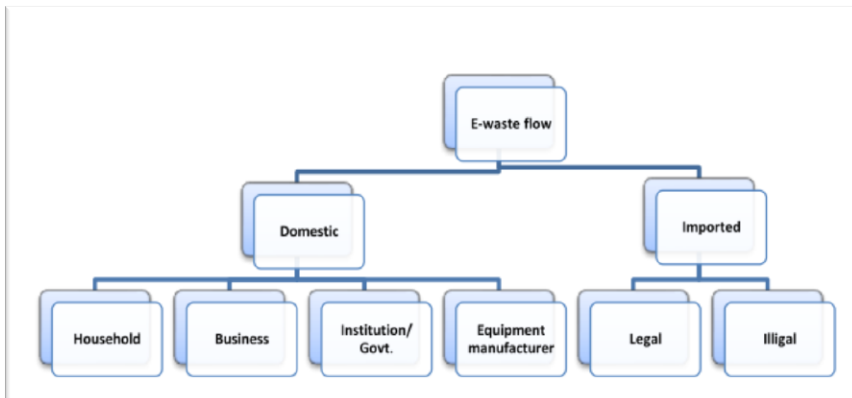 E-waste flow
Domestic
Imported
Household
Business
Institution/
Govt.
Equipment
manufacturer
Legal
Illigal